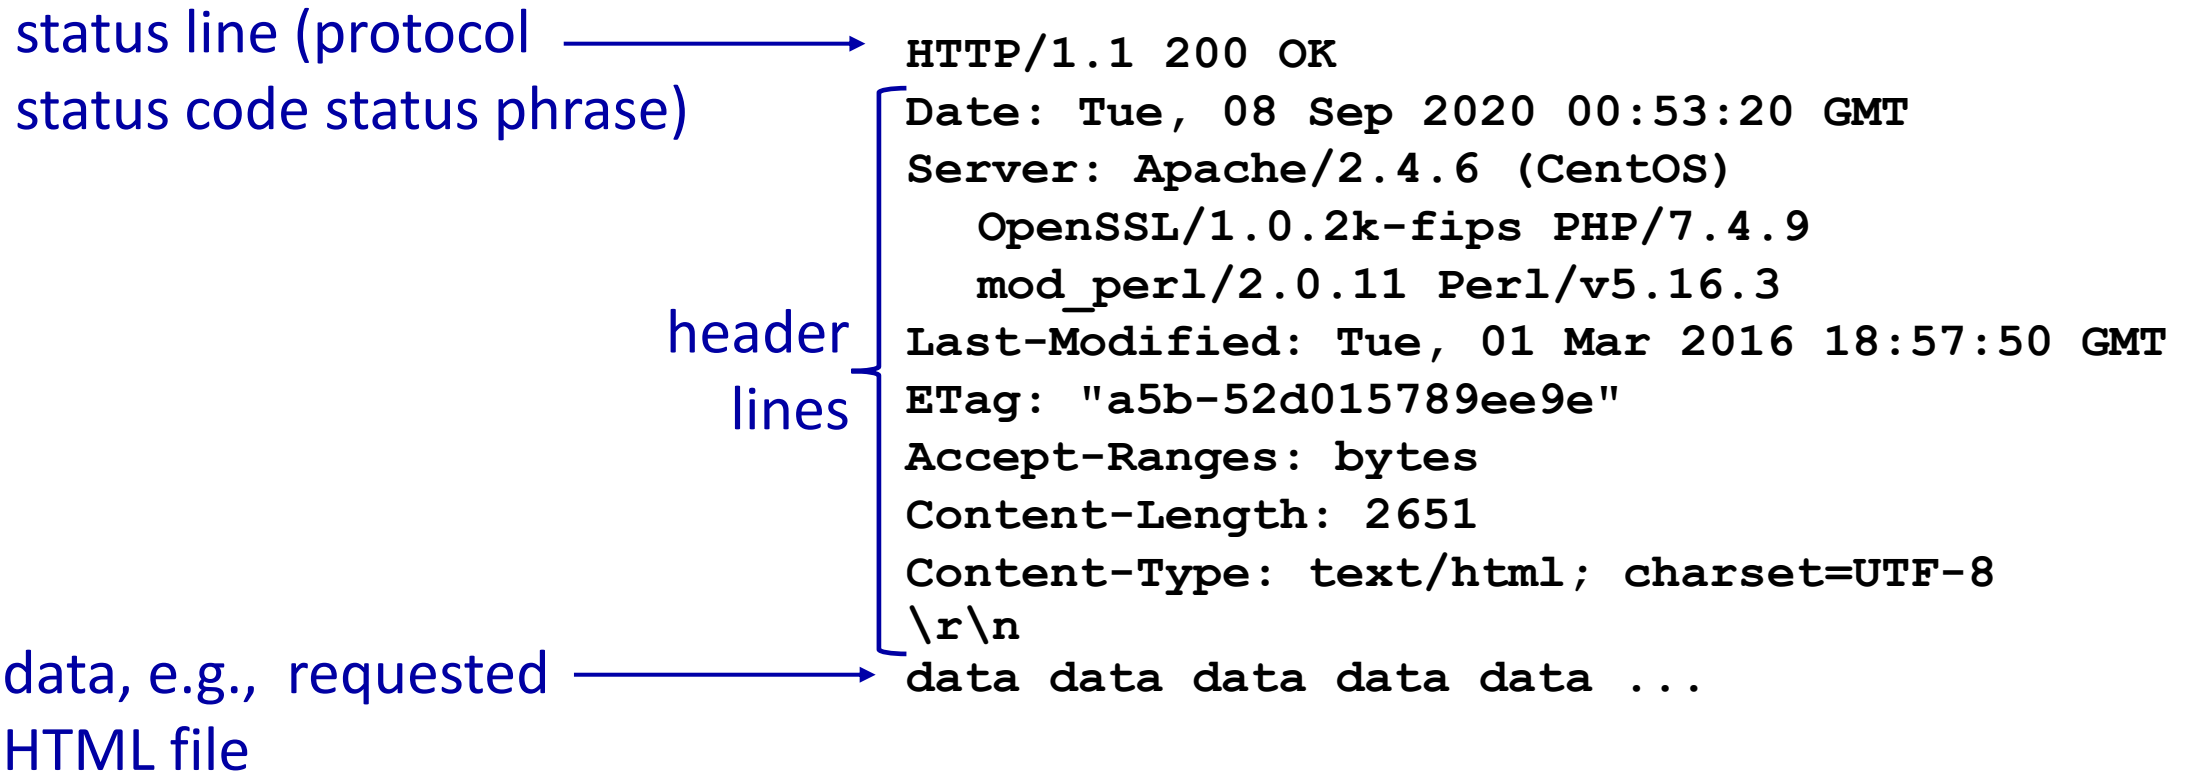 status line (protocol
status code status phrase)
HTTP/1.1 200 OK
Date: Tue, 08 Sep 2020 00:53:20 GMT
Server: Apache/2.4.6 (CentOS)
OpenSSL/1.0.2k-fips PHP/7.4.9
mod_perl/2.0.11 Perl/v5.16.3
header
lines
Last-Modified: Tue, 01 Mar 2016 18:57:50 GMT
ETag: "a5b-52d015789ee9e"
Accept-Ranges: bytes
Content-Length: 2651
Content-Type: text/html; charset=UTF-8
\r\n
data, e.g., requested
HTML file
data data data data data ...